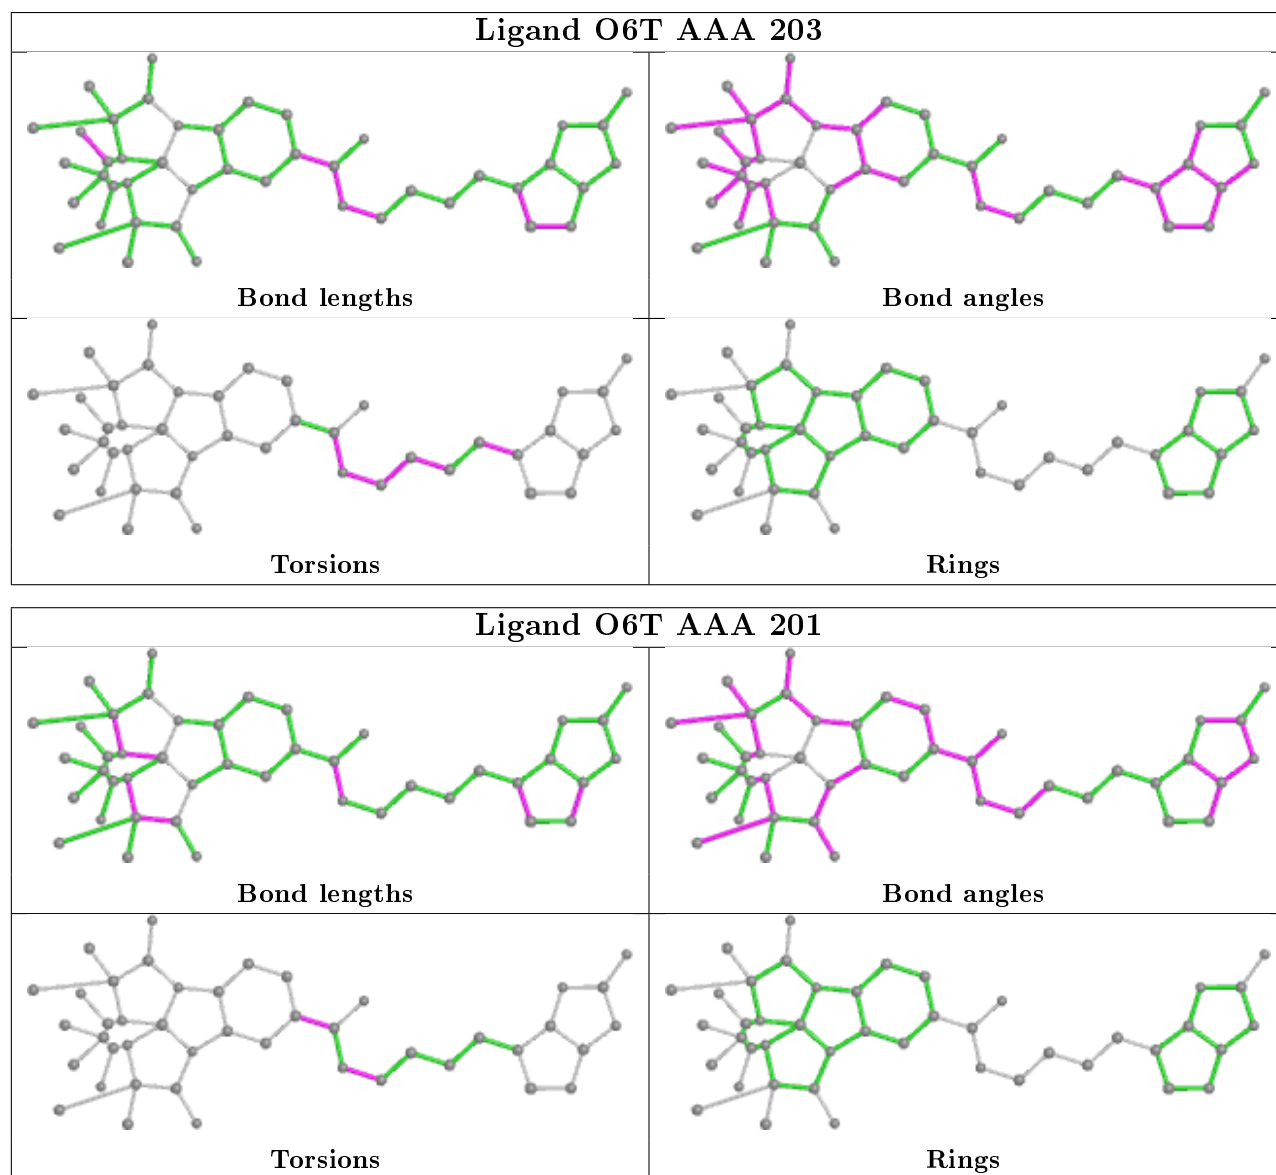 Ligand O6T AAA 203
Bond lengths
Bond angles
Torsions
Rings
Ligand O6T AAA 201
Bond lengths
Bond angles
Torsions
Rings